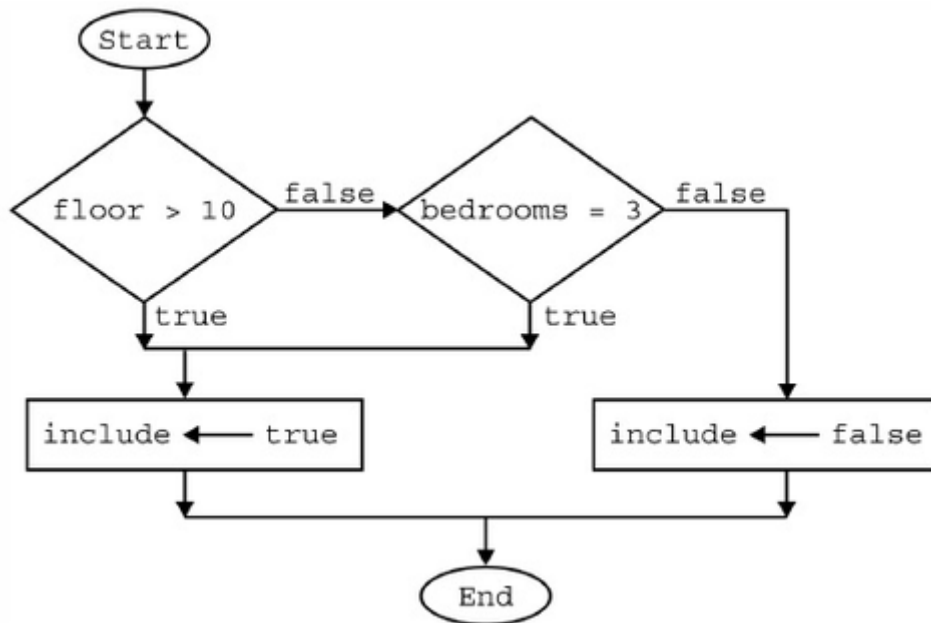 Start
floor > 10
false
bedrooms = 3
false
true
true
include ← true
include ← false
End